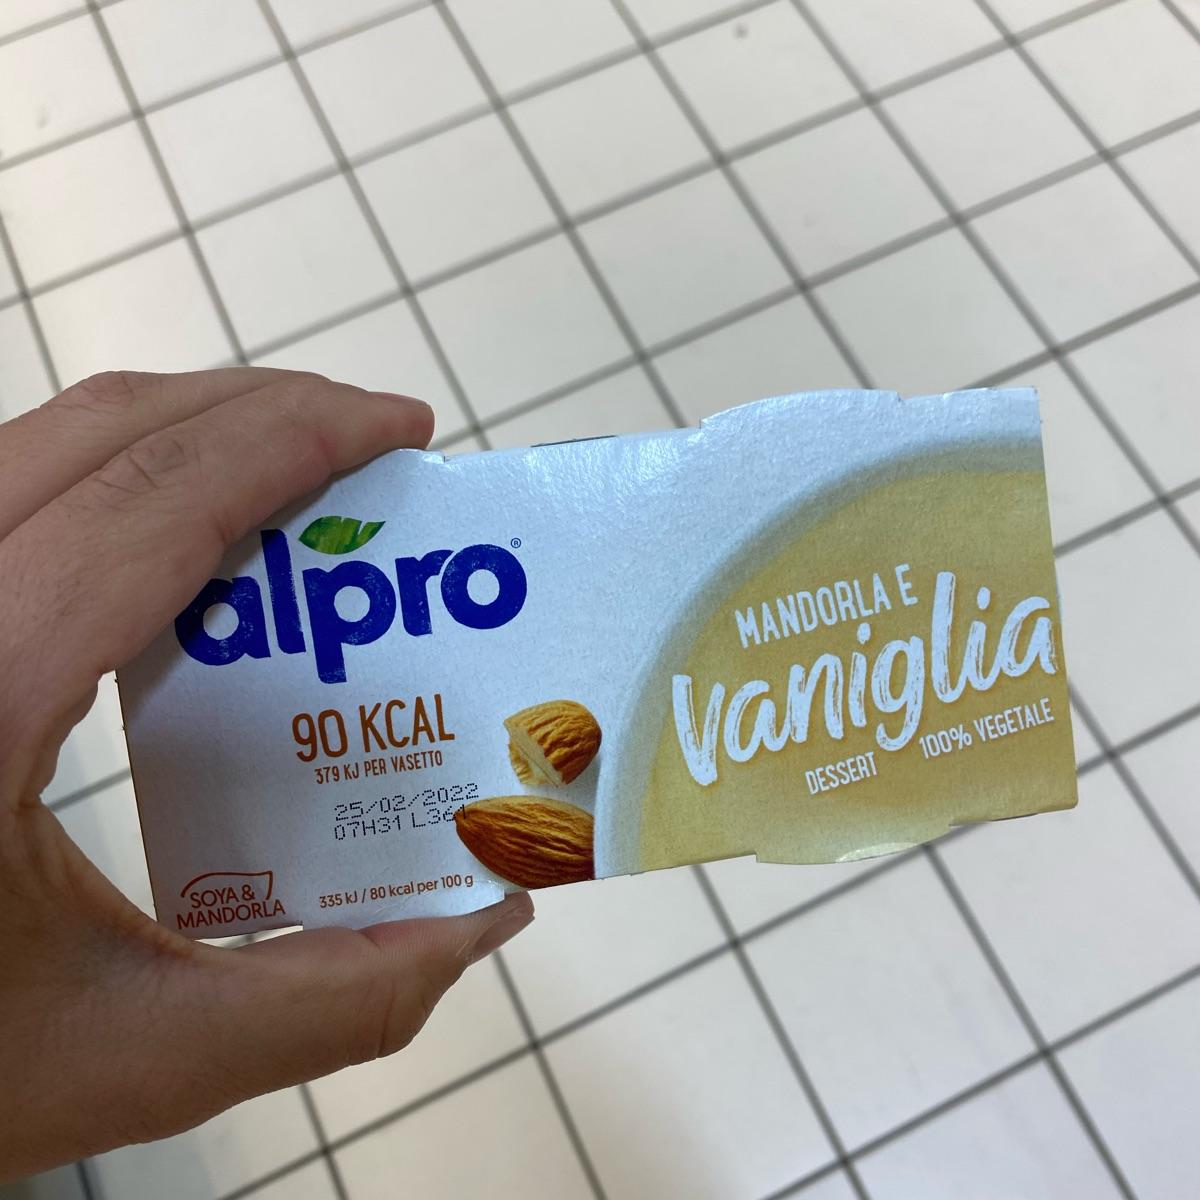 alpro®
90 KCAL
379 KJ PER VASETTO
25/02/2022
07H31 L361
SOYA &
MANDORLA
335 kJ / 80 kcal per 100 g
MANDORLA E
vaniglia
DESSERT 100% VEGETALE